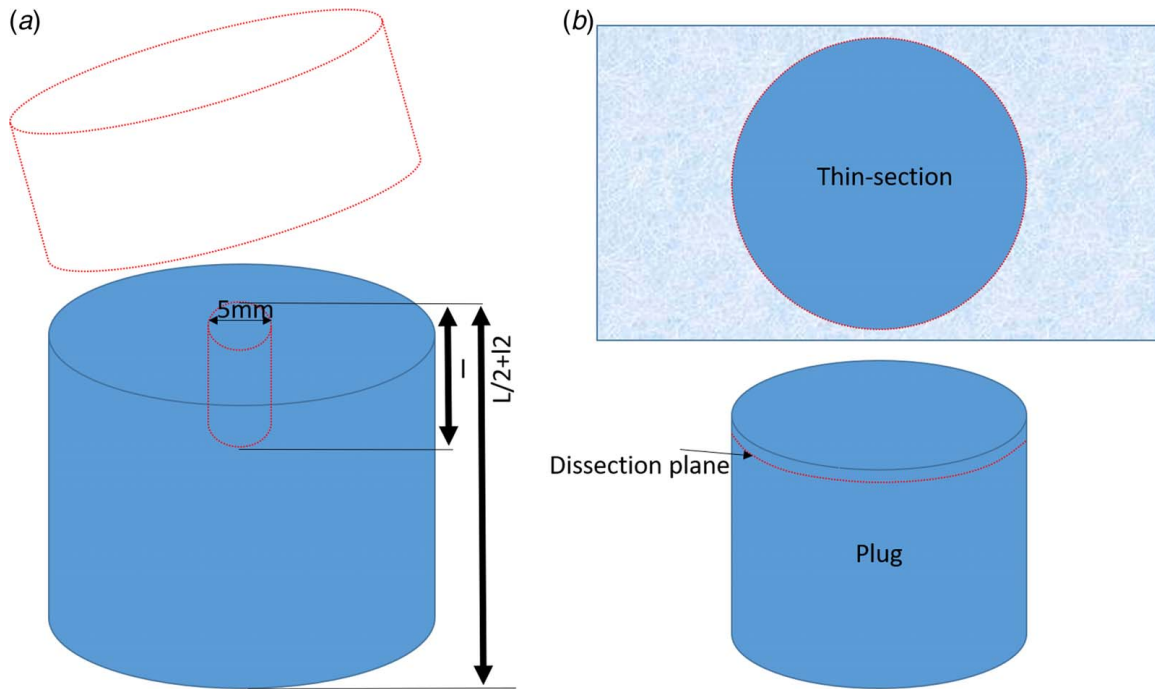 (a)
5mm
l
L/2+l2
(b)
Thin-section
Dissection plane
Plug